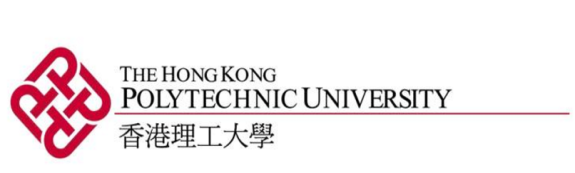 THE HONG KONG
POLYTECHNIC UNIVERSITY
香港理工大學